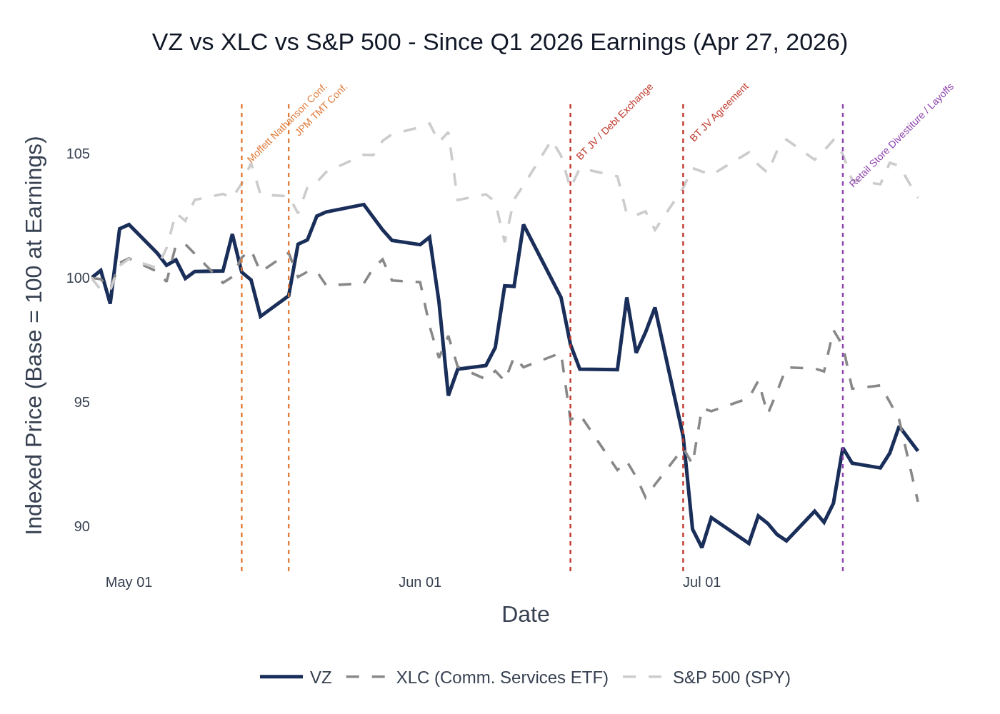 VZ vs XLC vs S&P 500 - Since Q1 2026 Earnings (Apr 27, 2026)
Moffett Nathanson Conf.
JPM TMT Conf.
BT JV / Debt Exchange
BT JV Agreement
Retail Store Divestiture / Layoffs
Indexed Price (Base = 100 at Earnings)
105
100
95
90
May 01
Jun 01
Jul 01
Date
VZ
XLC (Comm. Services ETF)
S&P 500 (SPY)